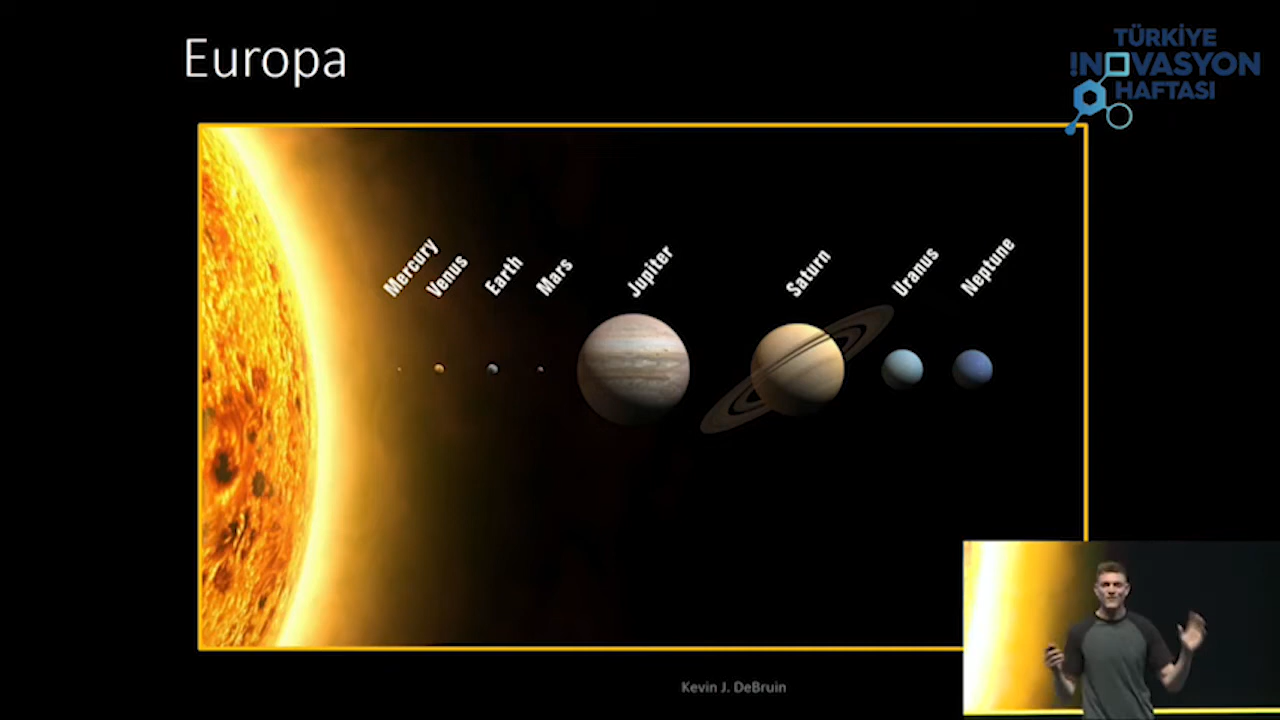 Europa
TÜRKİYE
İNOVASYON
HAFTASI
Mercury
Venus
Earth
Mars
Jupiter
Saturn
Uranus
Neptune
Kevin J. DeBruin